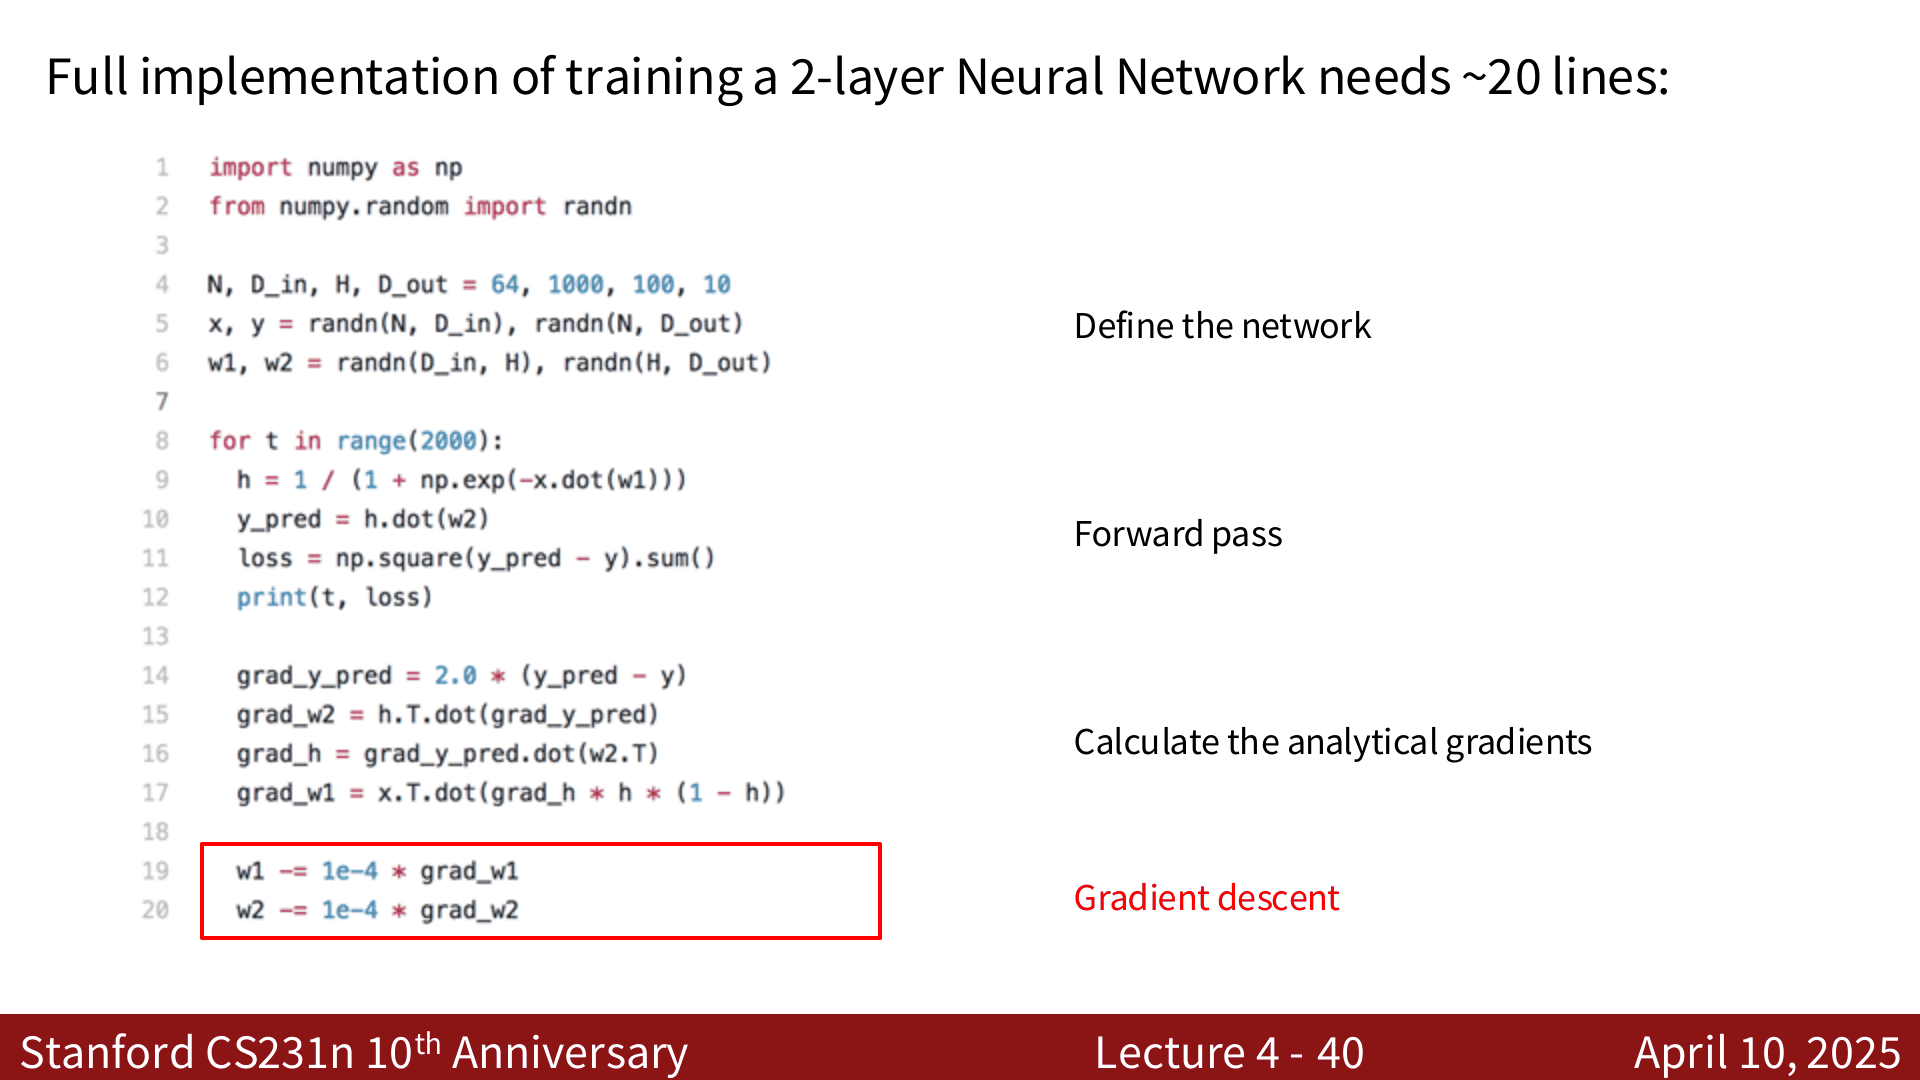 Full implementation of training a 2-layer Neural Network needs ~20 lines:
1 import numpy as np
2 from numpy.random import randn
3
4 N, D_in, H, D_out = 64, 1000, 100, 10
5 x, y = randn(N, D_in), randn(N, D_out)
6 w1, w2 = randn(D_in, H), randn(H, D_out)
7
8 for t in range(2000):
9   h = 1 / (1 + np.exp(-x.dot(w1)))
10   y_pred = h.dot(w2)
11   loss = np.square(y_pred - y).sum()
12   print(t, loss)
13
14   grad_y_pred = 2.0 * (y_pred - y)
15   grad_w2 = h.T.dot(grad_y_pred)
16   grad_h = grad_y_pred.dot(w2.T)
17   grad_w1 = x.T.dot(grad_h * h * (1 - h))
18
19   w1 -= 1e-4 * grad_w1
20   w2 -= 1e-4 * grad_w2
Define the network
Forward pass
Calculate the analytical gradients
Gradient descent
Stanford CS231n 10th Anniversary
Lecture 4 - 40
April 10, 2025